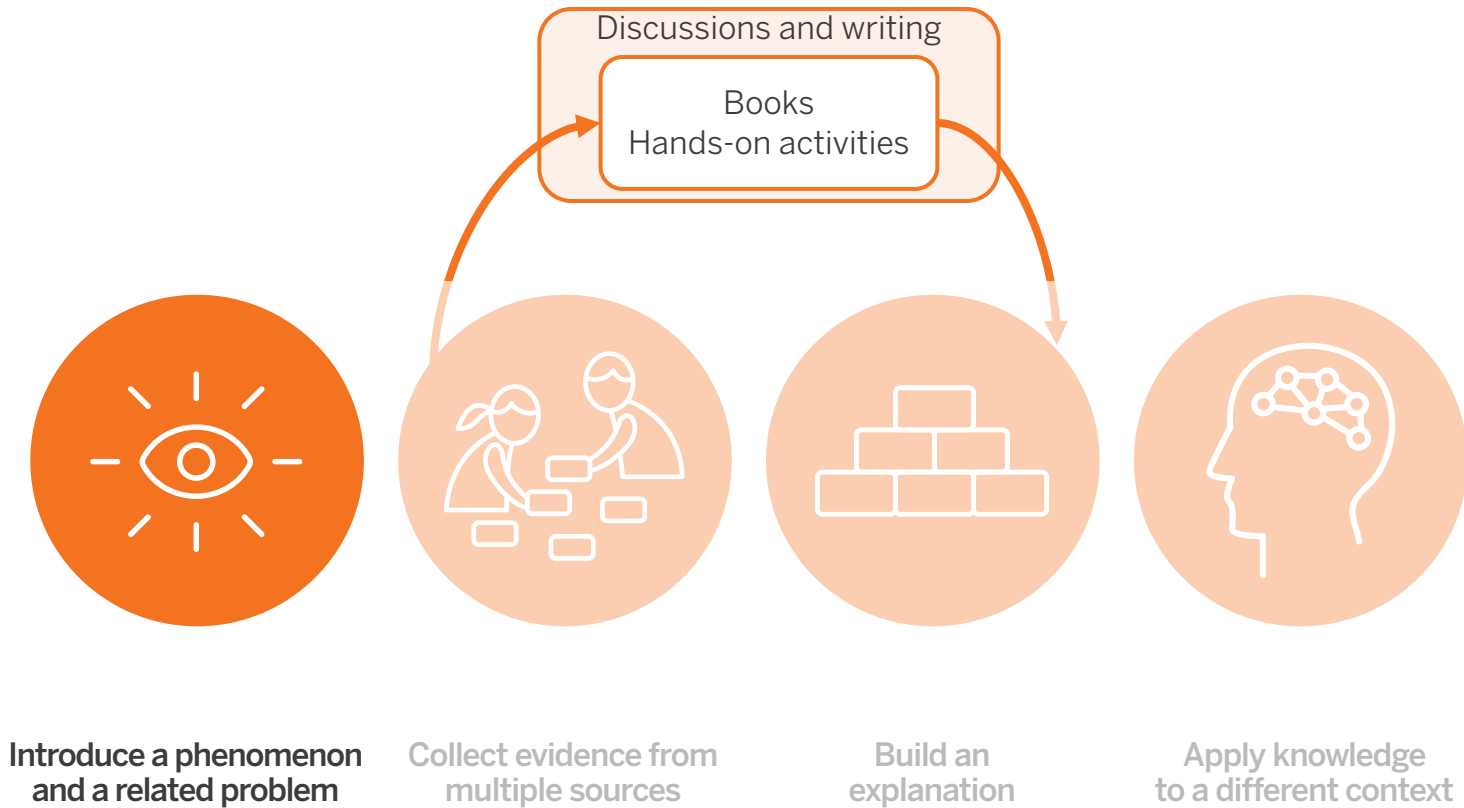 Discussions and writing
Books
Hands-on activities
Introduce a phenomenon
and a related problem
Collect evidence from
multiple sources
Build an
explanation
Apply knowledge
to a different context